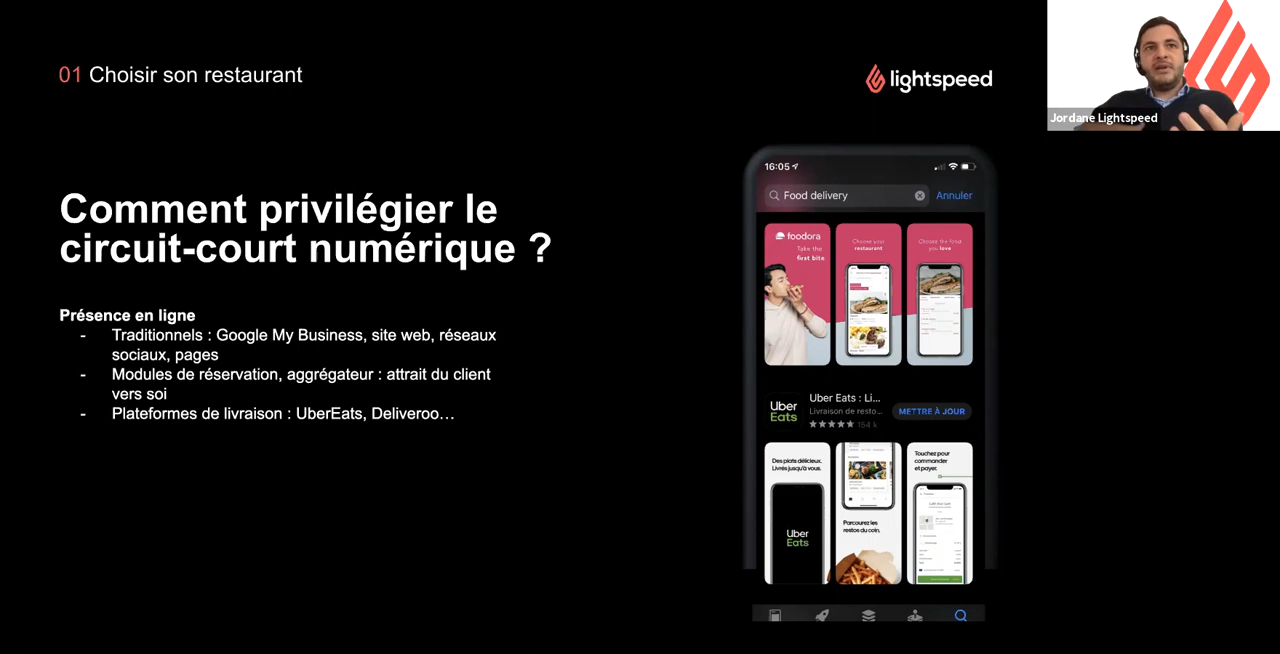 01 Choisir son restaurant
lightspeed
Jordane Lightspeed
Comment privilégier le
circuit-court numérique ?
Présence en ligne
- Traditionnels : Google My Business, site web, réseaux
sociaux, pages
- Modules de réservation, aggrégateur : attrait du client
vers soi
- Plateformes de livraison : UberEats, Deliveroo…
16:05
Food delivery
Annuler
foodora
Take the
first bite
Choose your
restaurant
Choose the food
you love
Uber
Eats
Uber Eats : Li...
Livraison de resto...
154 k
METTRE À JOUR
Des plats délicieux.
Livrés jusqu'à vous.
Uber
Eats
Parcourez les
restos du coin.
Touchez pour
commander
et payer.